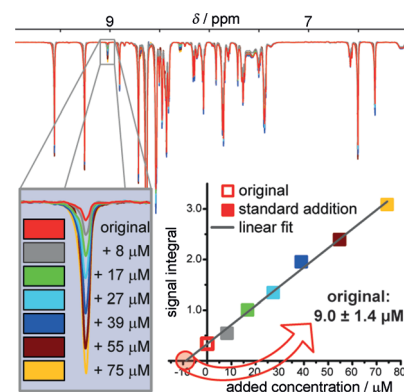 9 δ / ppm 7
original
+ 8 μM
+ 17 μM
+ 27 μM
+ 39 μM
+ 55 μM
+ 75 μM
signal integral
3.0
2.0
1.0
original
standard addition
linear fit
original:
9.0 ± 1.4 μM
-10 0 10 20 30 40 50 60 70 80
added concentration / μM